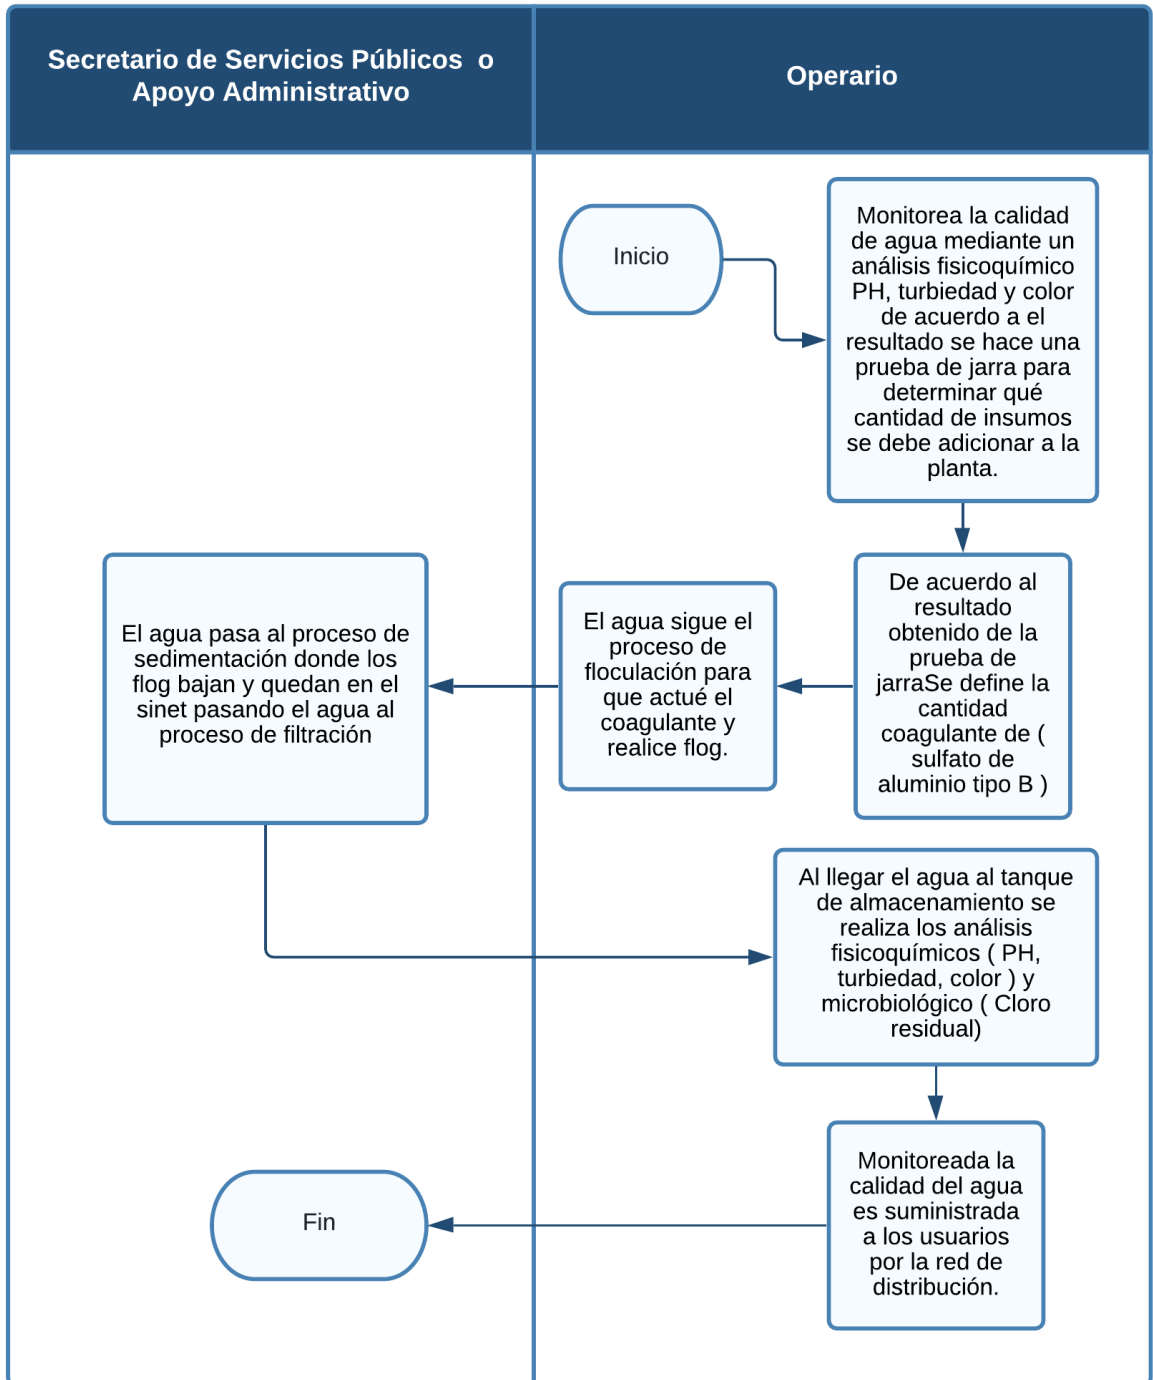 Secretario de Servicios Públicos  o
Apoyo Administrativo
Operario
Inicio
Monitorea la calidad
de agua mediante un
análisis fisicoquímico
PH, turbiedad y color
de acuerdo a el
resultado se hace una
prueba de jarra para
determinar qué
cantidad de insumos
se debe adicionar a la
planta.
De acuerdo al
resultado
obtenido de la
prueba de
jarraSe define la
cantidad
coagulante de (
sulfato de
aluminio tipo B )
El agua sigue el
proceso de
floculación para
que actué el
coagulante y
realice flog.
El agua pasa al proceso de
sedimentación donde los
flog bajan y quedan en el
sinet pasando el agua al
proceso de filtración
Al llegar el agua al tanque
de almacenamiento se
realiza los análisis
fisicoquímicos ( PH,
turbiedad, color ) y
microbiológico ( Cloro
residual)
Monitoreada la
calidad del agua
es suministrada
a los usuarios
por la red de
distribución.
Fin